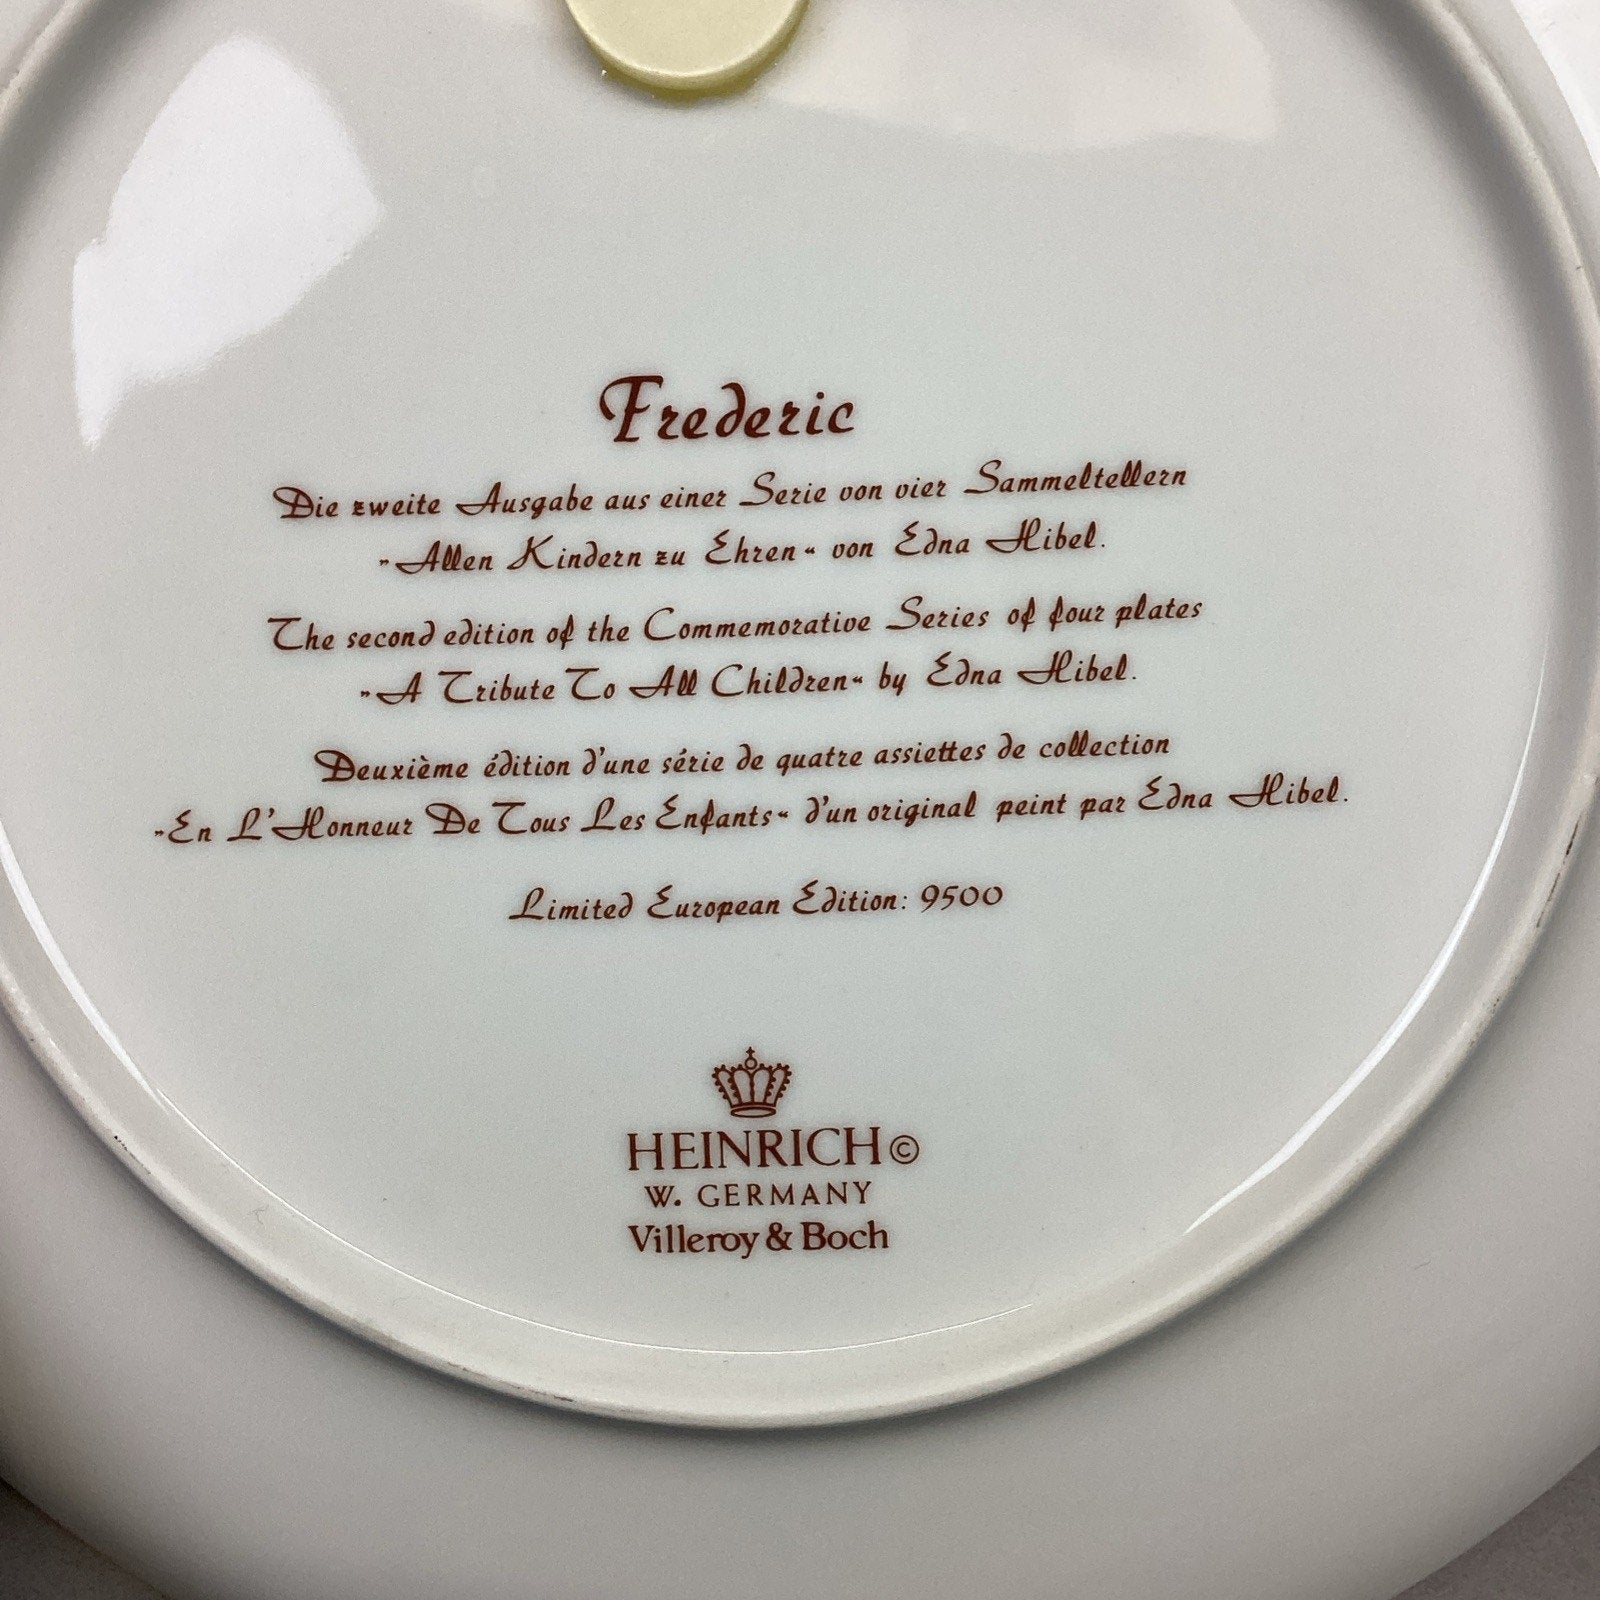 Frederic
Die zweite Ausgabe aus einer Serie von vier Sammeltellern
„Allen Kindern zu Ehren“ von Edna Hibel.
The second edition of the Commemorative Series of four plates
„A Tribute To All Children“ by Edna Hibel.
Deuxième édition d'une série de quatre assiettes de collection
„En L'Honneur De Tous Les Enfants“ d'un original peint par Edna Hibel.
Limited European Edition: 9500
HEINRICH©
W. GERMANY
Villeroy & Boch